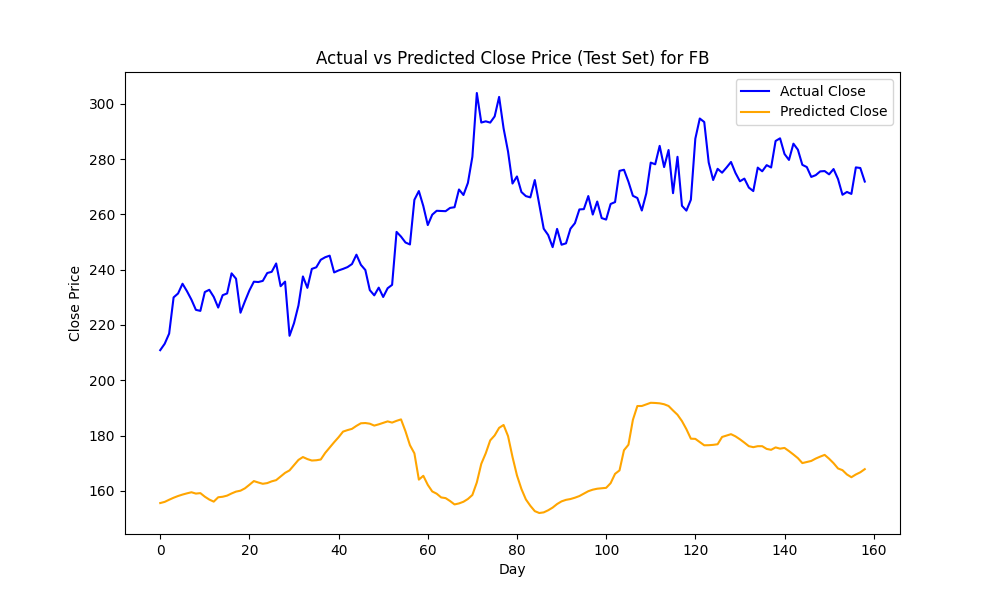 Actual vs Predicted Close Price (Test Set) for FB
Actual Close
Predicted Close
300
280
260
240
220
200
180
160
Close Price
0 20 40 60 80 100 120 140 160
Day